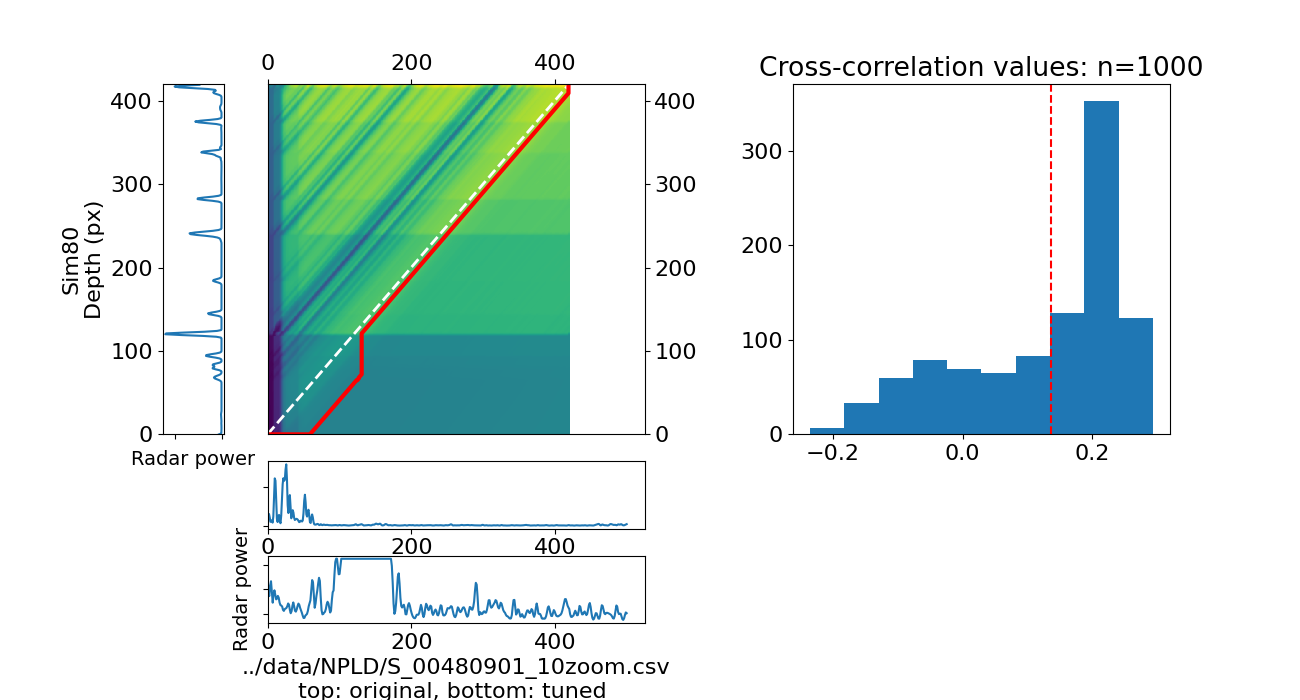 Cross-correlation values: n=1000
0 200 400
400
300
200
100
0
Sim80
Depth (px)
400
300
200
100
0
300
200
100
0
−0.2 0.0 0.2
Radar power
0 200 400
Radar power
0 200 400
../data/NPLD/S_00480901_10zoom.csv
top: original, bottom: tuned